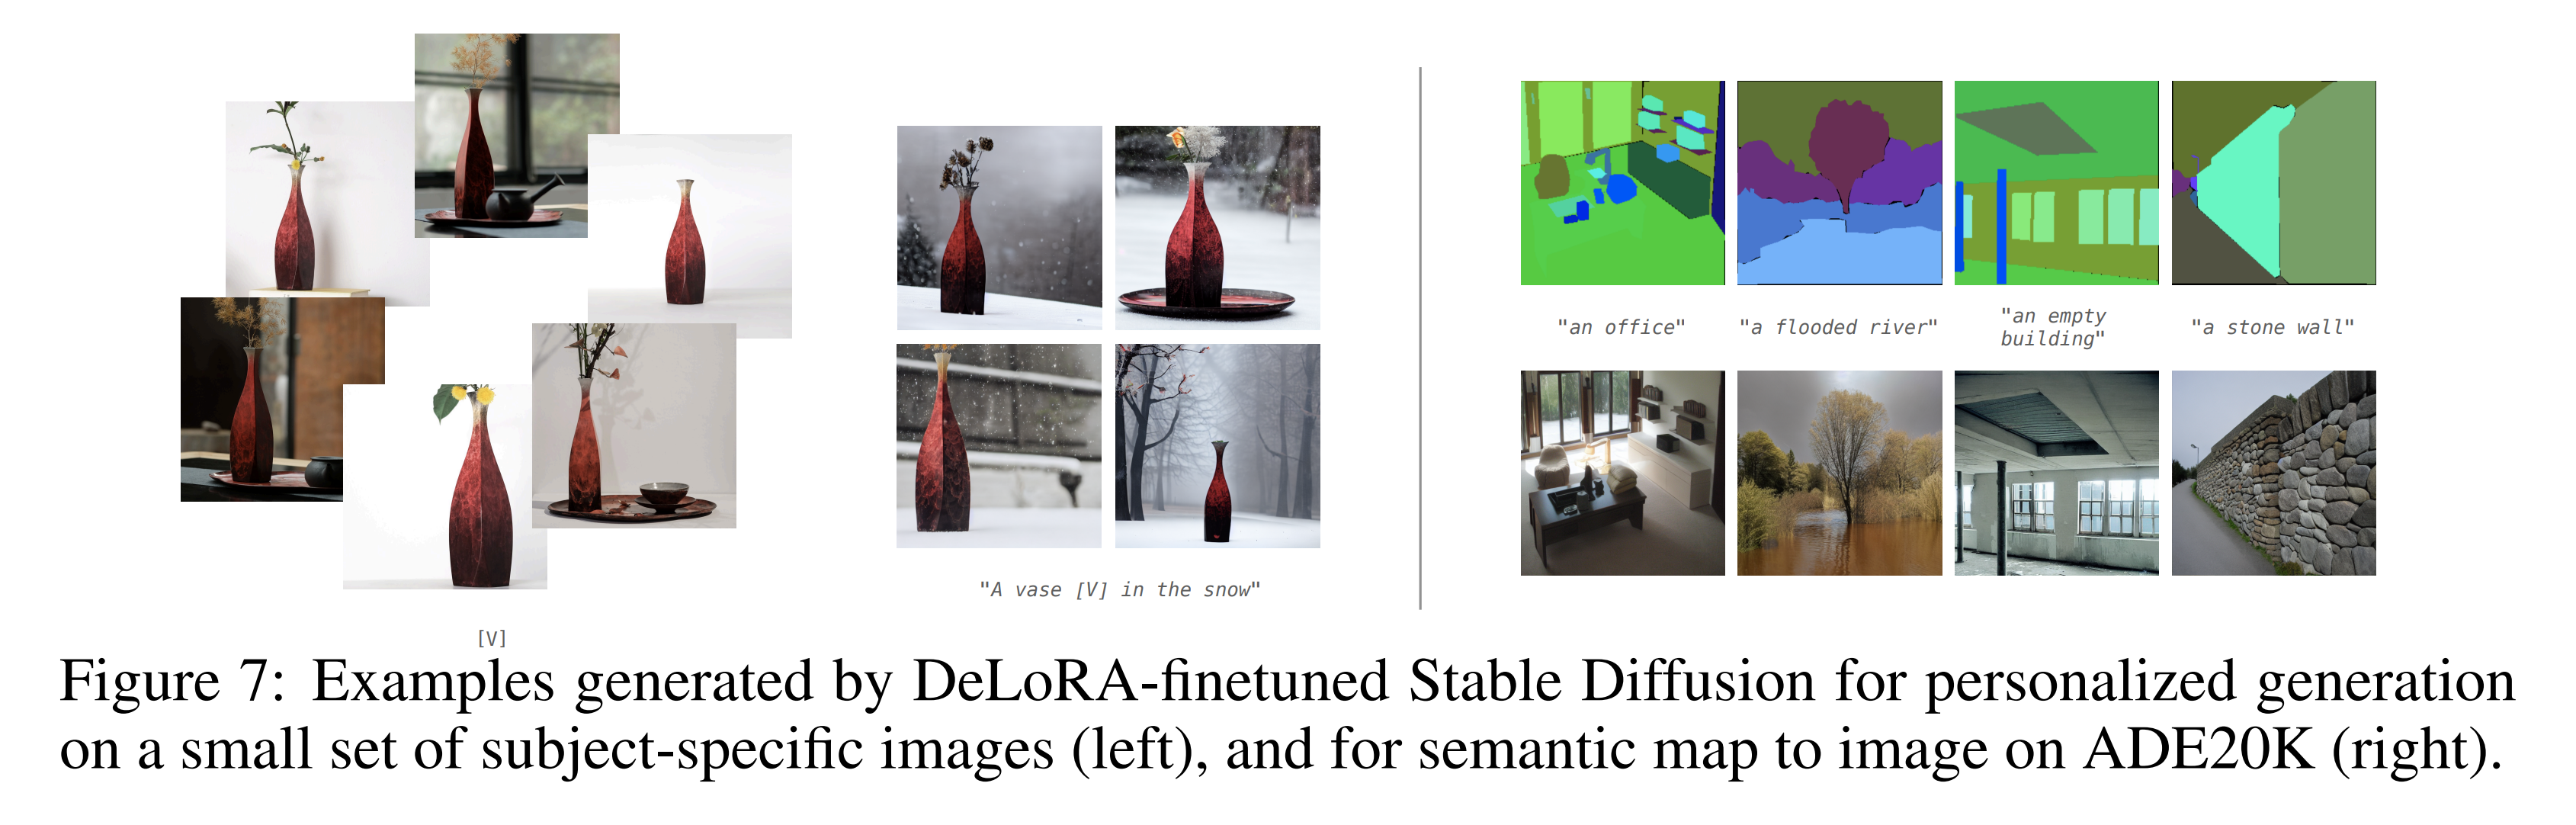 "an office"
"a flooded river"
"an empty
building"
"a stone wall"
"A vase [V] in the snow"
[V]
Figure 7: Examples generated by DeLoRA-finetuned Stable Diffusion for personalized generation
on a small set of subject-specific images (left), and for semantic map to image on ADE20K (right).